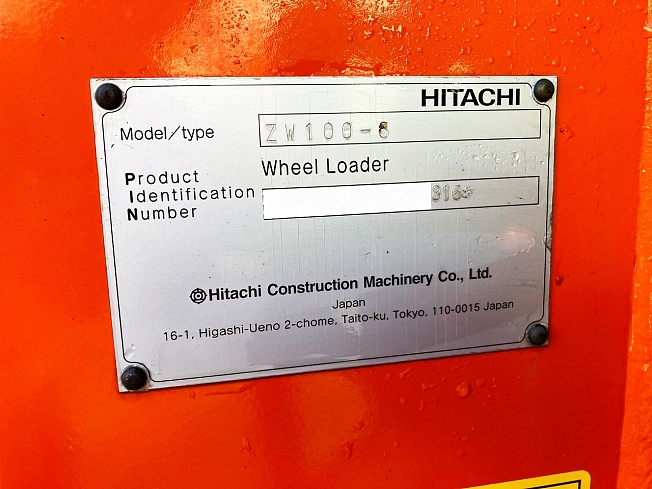 HITACHI
Model/type ZW100-6
Wheel Loader
Product
Identification
Number
316*
Hitachi Construction Machinery Co., Ltd.
Japan
16-1, Higashi-Ueno 2-chome, Taito-ku, Tokyo, 110-0015 Japan